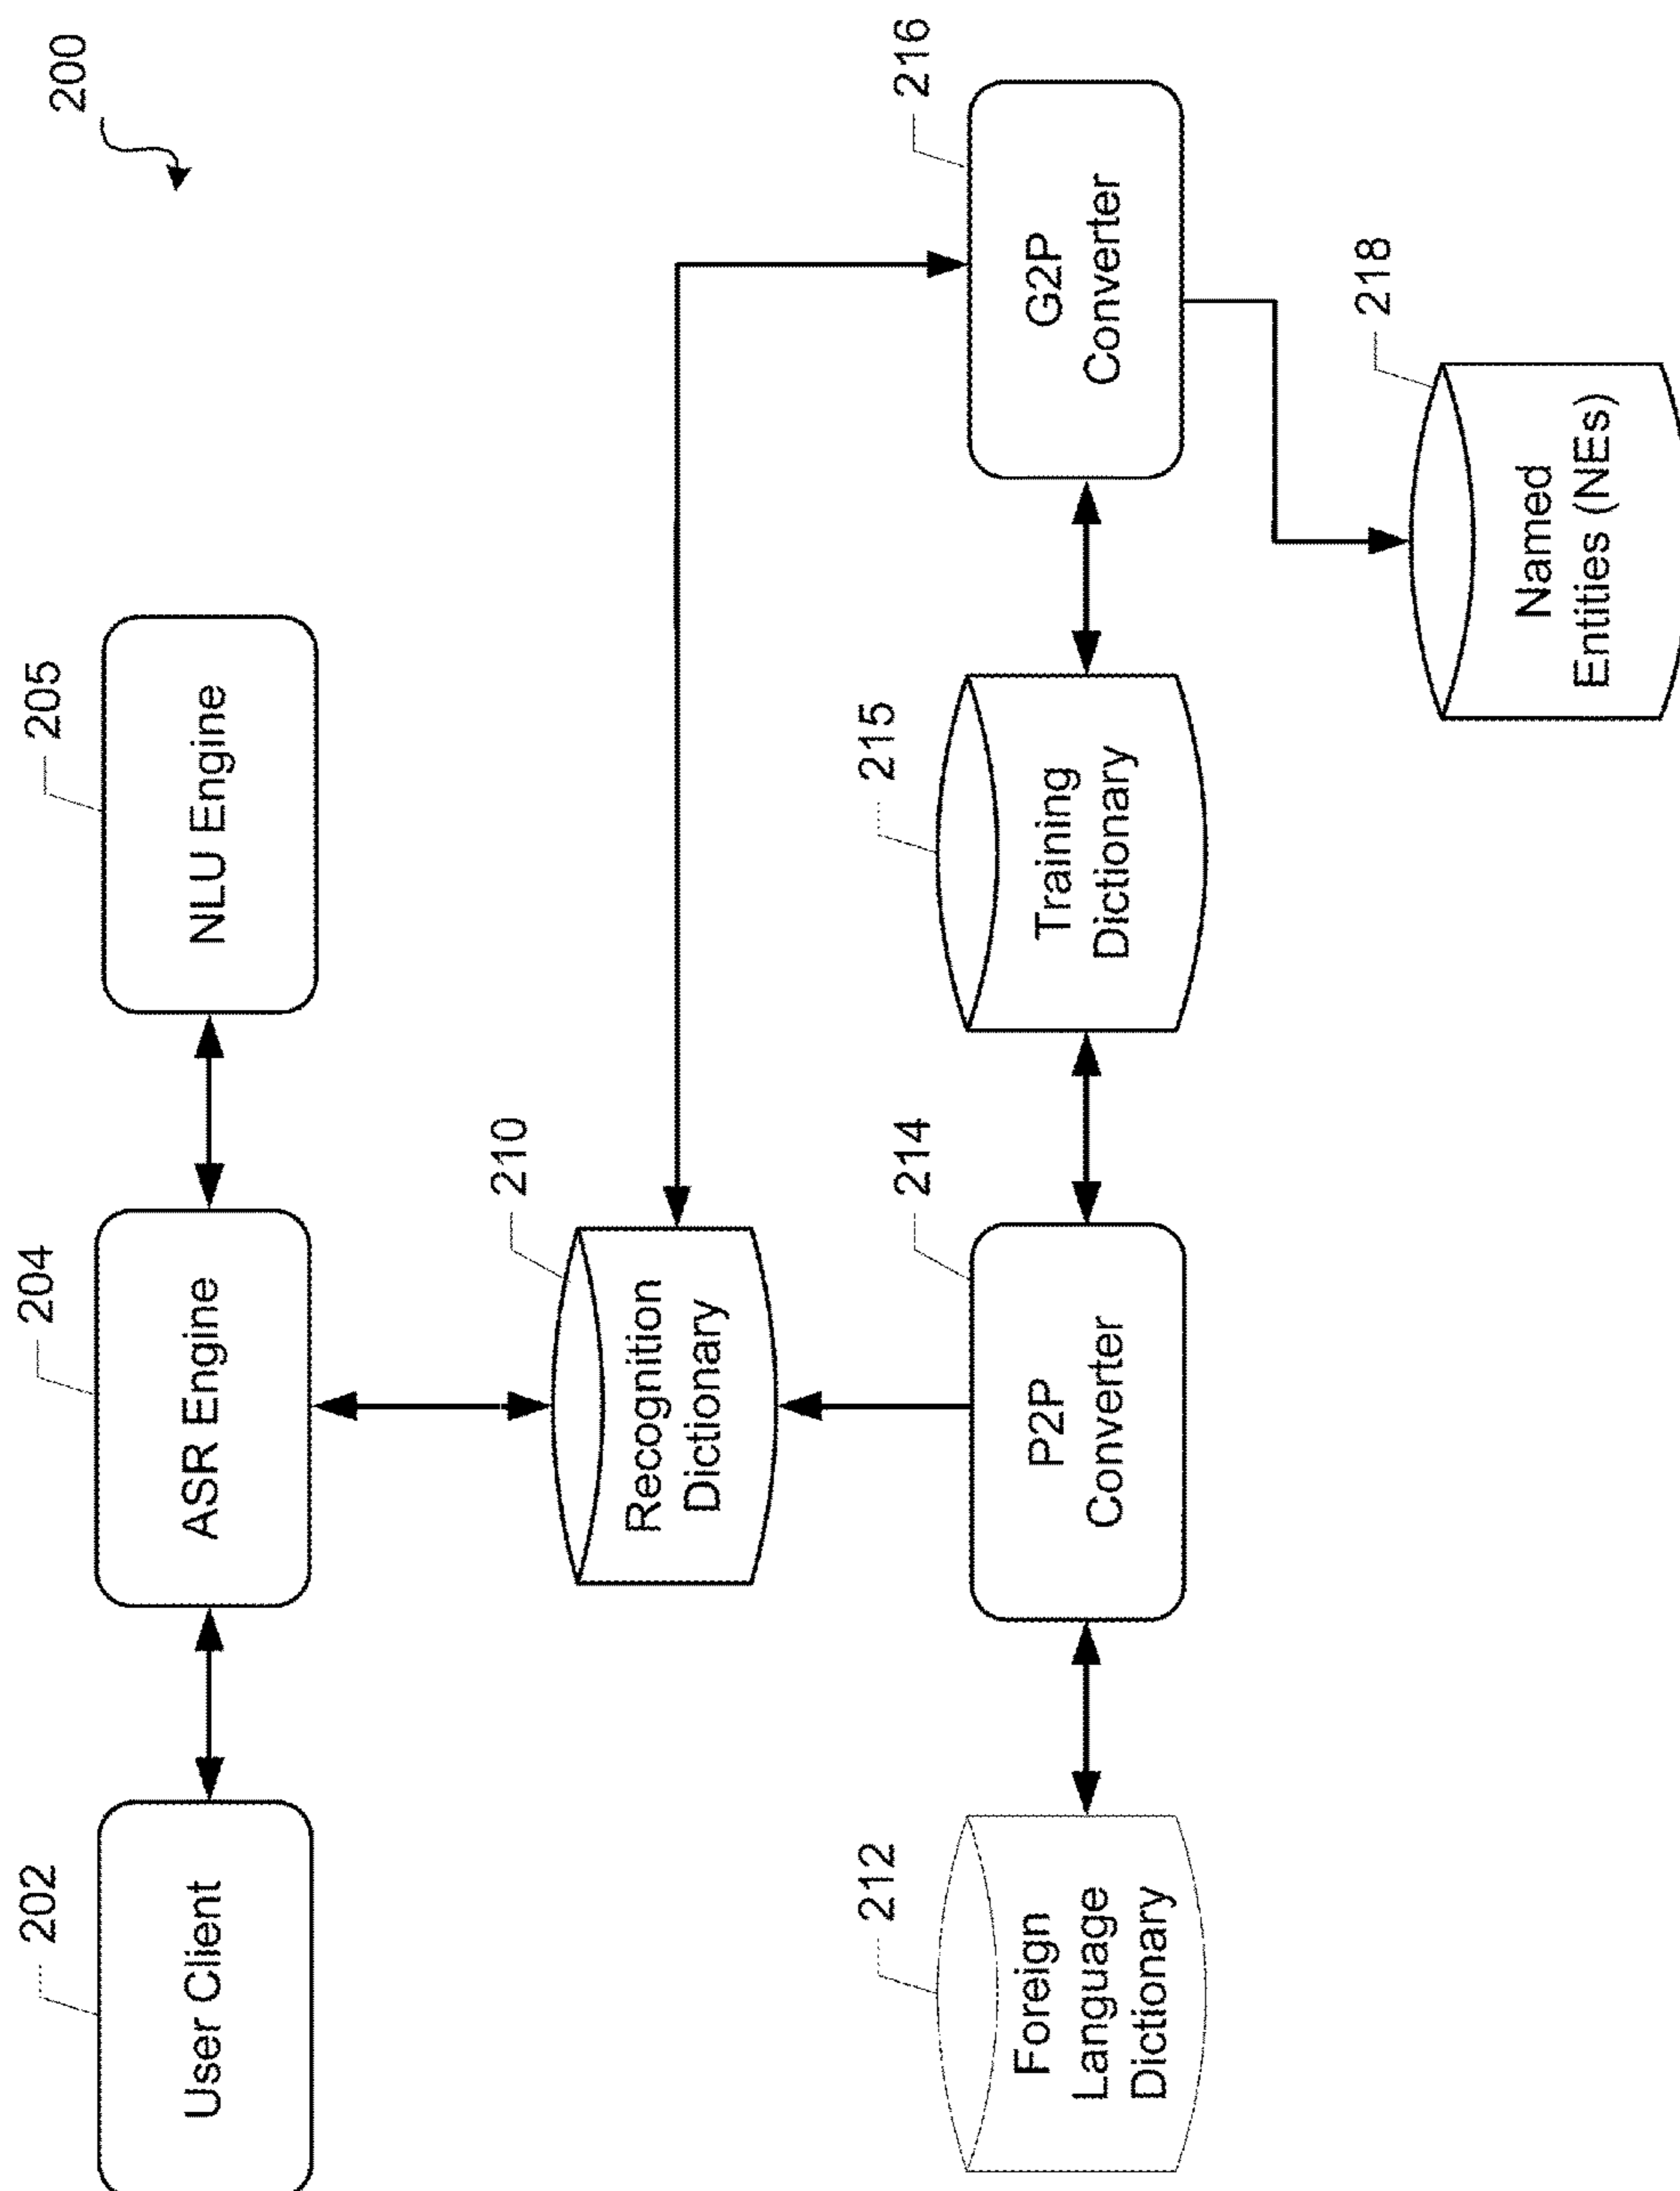 200
202
User Client
204
ASR Engine
205
NLU Engine
210
Recognition
Dictionary
212
Foreign
Language
Dictionary
214
P2P
Converter
215
Training
Dictionary
216
G2P
Converter
218
Named
Entities (NEs)